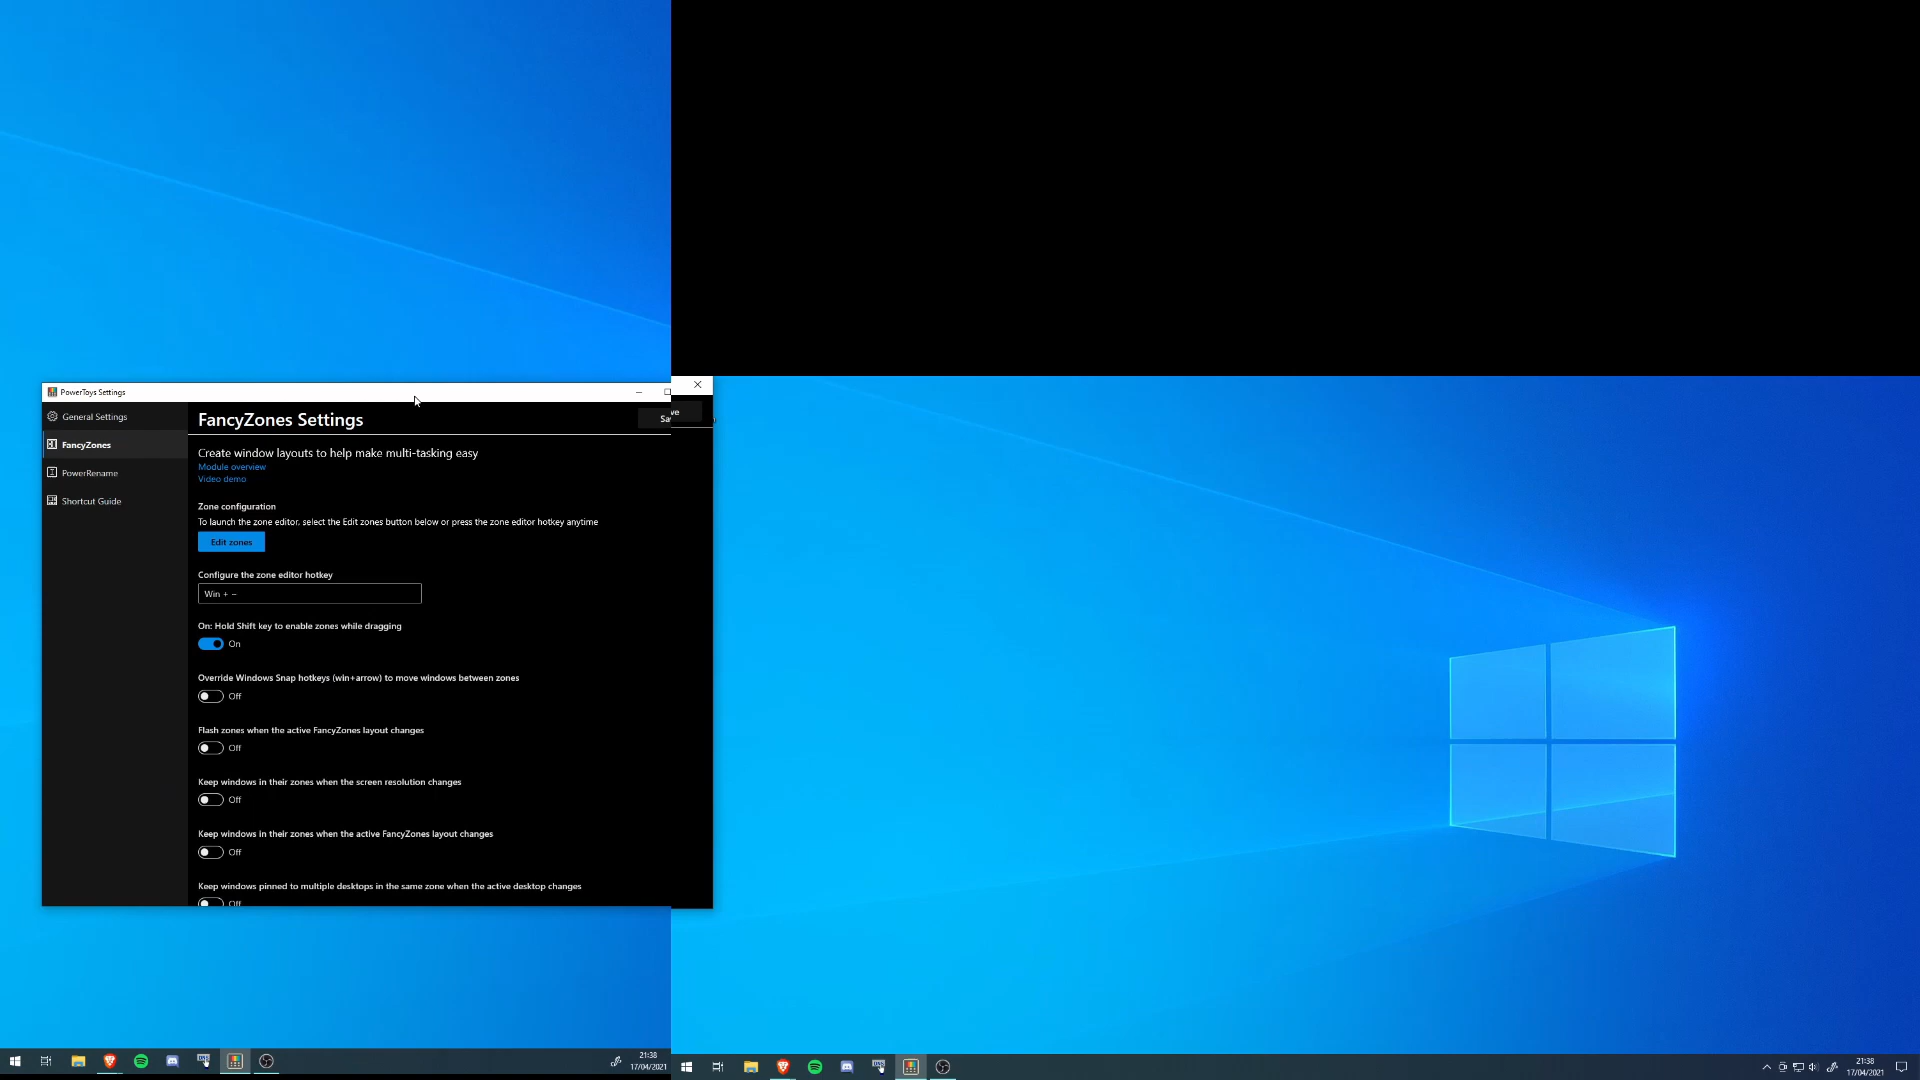 PowerToys Settings
General Settings
FancyZones
PowerRename
Shortcut Guide
FancyZones Settings
Save
Create window layouts to help make multi-tasking easy
Module overview
Video demo
Zone configuration
To launch the zone editor, select the Edit zones button below or press the zone editor hotkey anytime
Edit zones
Configure the zone editor hotkey
Win + -
On: Hold Shift key to enable zones while dragging
On
Override Windows Snap hotkeys (win+arrow) to move windows between zones
Off
Flash zones when the active FancyZones layout changes
Off
Keep windows in their zones when the screen resolution changes
Off
Keep windows in their zones when the active FancyZones layout changes
Off
Keep windows pinned to multiple desktops in the same zone when the active desktop changes
Off
21:38
17/04/2021
21:38
17/04/2021